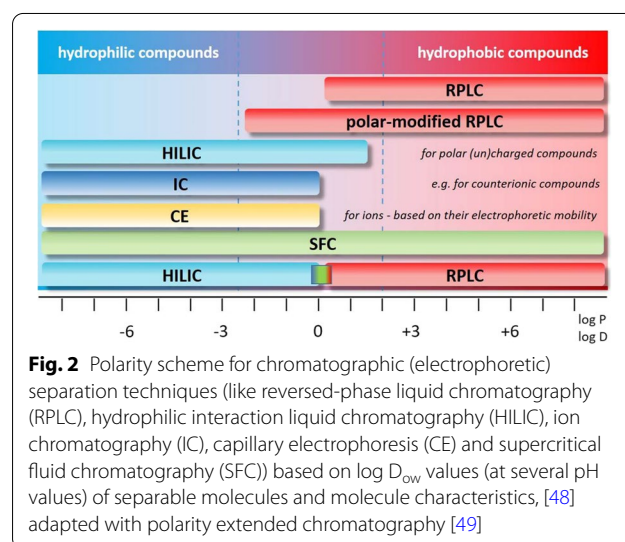 hydrophilic compounds hydrophobic compounds
RPLC
polar-modified RPLC
HILIC for polar (un)charged compounds
IC e.g. for counterionic compounds
CE for ions - based on their electrophoretic mobility
SFC
HILIC RPLC
-6 -3 0 +3 +6 log P
log D
Fig. 2 Polarity scheme for chromatographic (electrophoretic)
separation techniques (like reversed-phase liquid chromatography
(RPLC), hydrophilic interaction liquid chromatography (HILIC), ion
chromatography (IC), capillary electrophoresis (CE) and supercritical
fluid chromatography (SFC)) based on log Dow values (at several pH
values) of separable molecules and molecule characteristics, [48]
adapted with polarity extended chromatography [49]